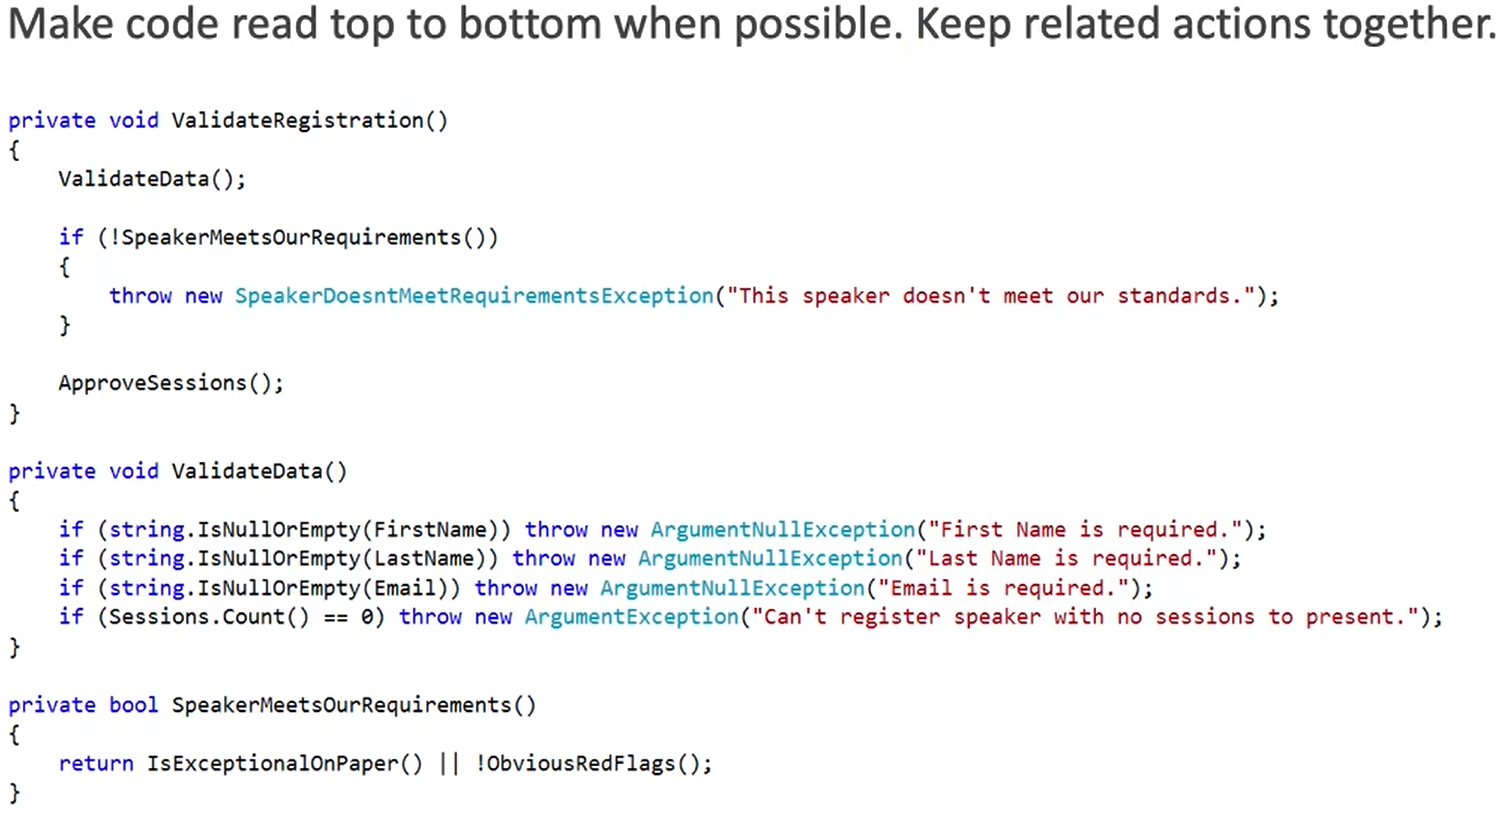 Make code read top to bottom when possible. Keep related actions together.
private void ValidateRegistration()
{
    ValidateData();

    if (!SpeakerMeetsOurRequirements())
    {
        throw new SpeakerDoesntMeetRequirementsException("This speaker doesn't meet our standards.");
    }

    ApproveSessions();
}

private void ValidateData()
{
    if (string.IsNullOrEmpty(FirstName)) throw new ArgumentNullException("First Name is required.");
    if (string.IsNullOrEmpty(LastName)) throw new ArgumentNullException("Last Name is required.");
    if (string.IsNullOrEmpty(Email)) throw new ArgumentNullException("Email is required.");
    if (Sessions.Count() == 0) throw new ArgumentException("Can't register speaker with no sessions to present.");
}

private bool SpeakerMeetsOurRequirements()
{
    return IsExceptionalOnPaper() || !ObviousRedFlags();
}